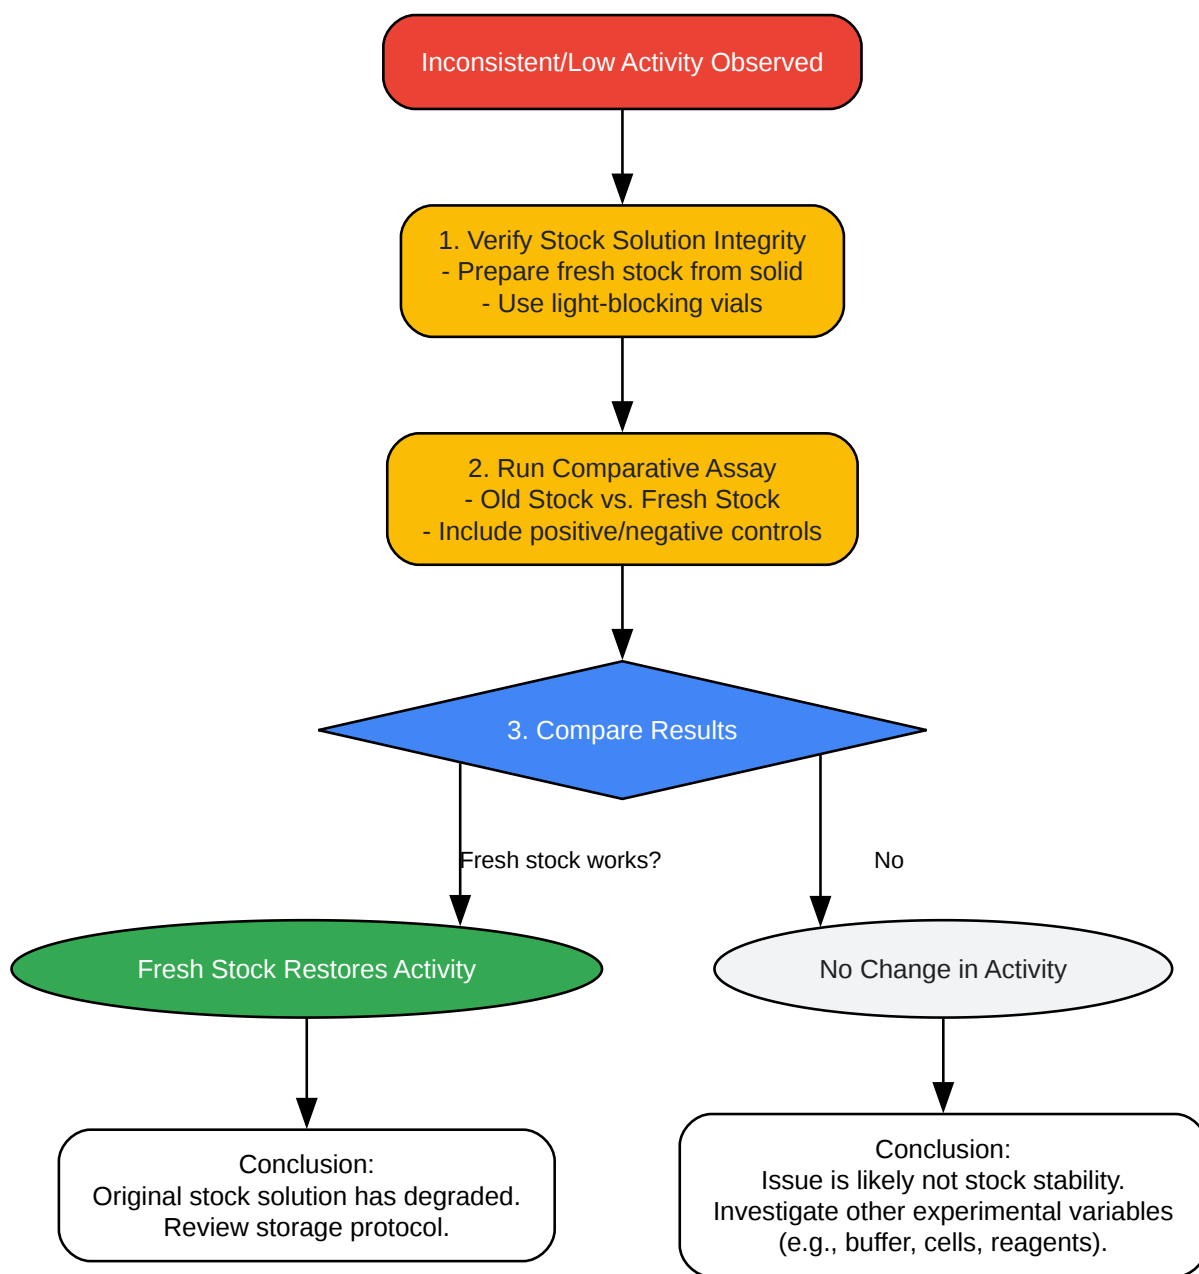 Inconsistent/Low Activity Observed
1. Verify Stock Solution Integrity
- Prepare fresh stock from solid
- Use light-blocking vials
2. Run Comparative Assay
- Old Stock vs. Fresh Stock
- Include positive/negative controls
3. Compare Results
Fresh stock works?
No
Fresh Stock Restores Activity
No Change in Activity
Conclusion:
Original stock solution has degraded.
Review storage protocol.
Conclusion:
Issue is likely not stock stability.
Investigate other experimental variables
(e.g., buffer, cells, reagents).